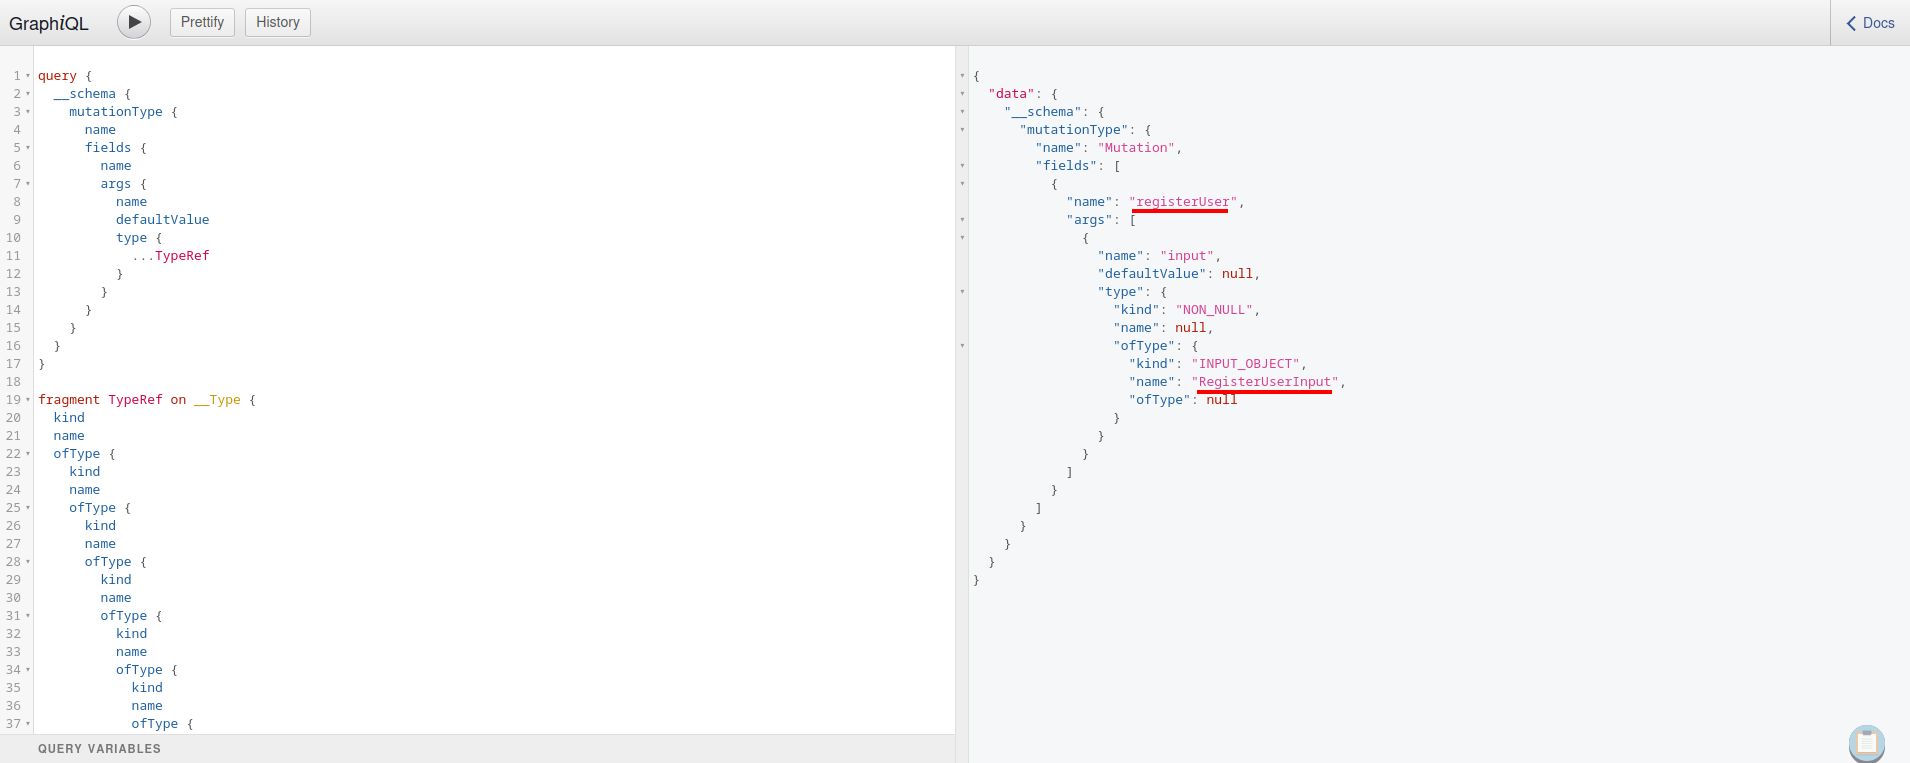 GraphiQL Prettify History Docs
1 query {
2   __schema {
3     mutationType {
4       name
5       fields {
6         name
7         args {
8           name
9           defaultValue
10           type {
11             ...TypeRef
12           }
13         }
14       }
15     }
16   }
17 }
18
19 fragment TypeRef on __Type {
20   kind
21   name
22   ofType {
23     kind
24     name
25     ofType {
26       kind
27       name
28       ofType {
29         kind
30         name
31         ofType {
32           kind
33           name
34           ofType {
35             kind
36             name
37             ofType {
QUERY VARIABLES
{
  "data": {
    "__schema": {
      "mutationType": {
        "name": "Mutation",
        "fields": [
          {
            "name": "registerUser",
            "args": [
              {
                "name": "input",
                "defaultValue": null,
                "type": {
                  "kind": "NON_NULL",
                  "name": null,
                  "ofType": {
                    "kind": "INPUT_OBJECT",
                    "name": "RegisterUserInput",
                    "ofType": null
                  }
                }
              }
            ]
          }
        ]
      }
    }
  }
}